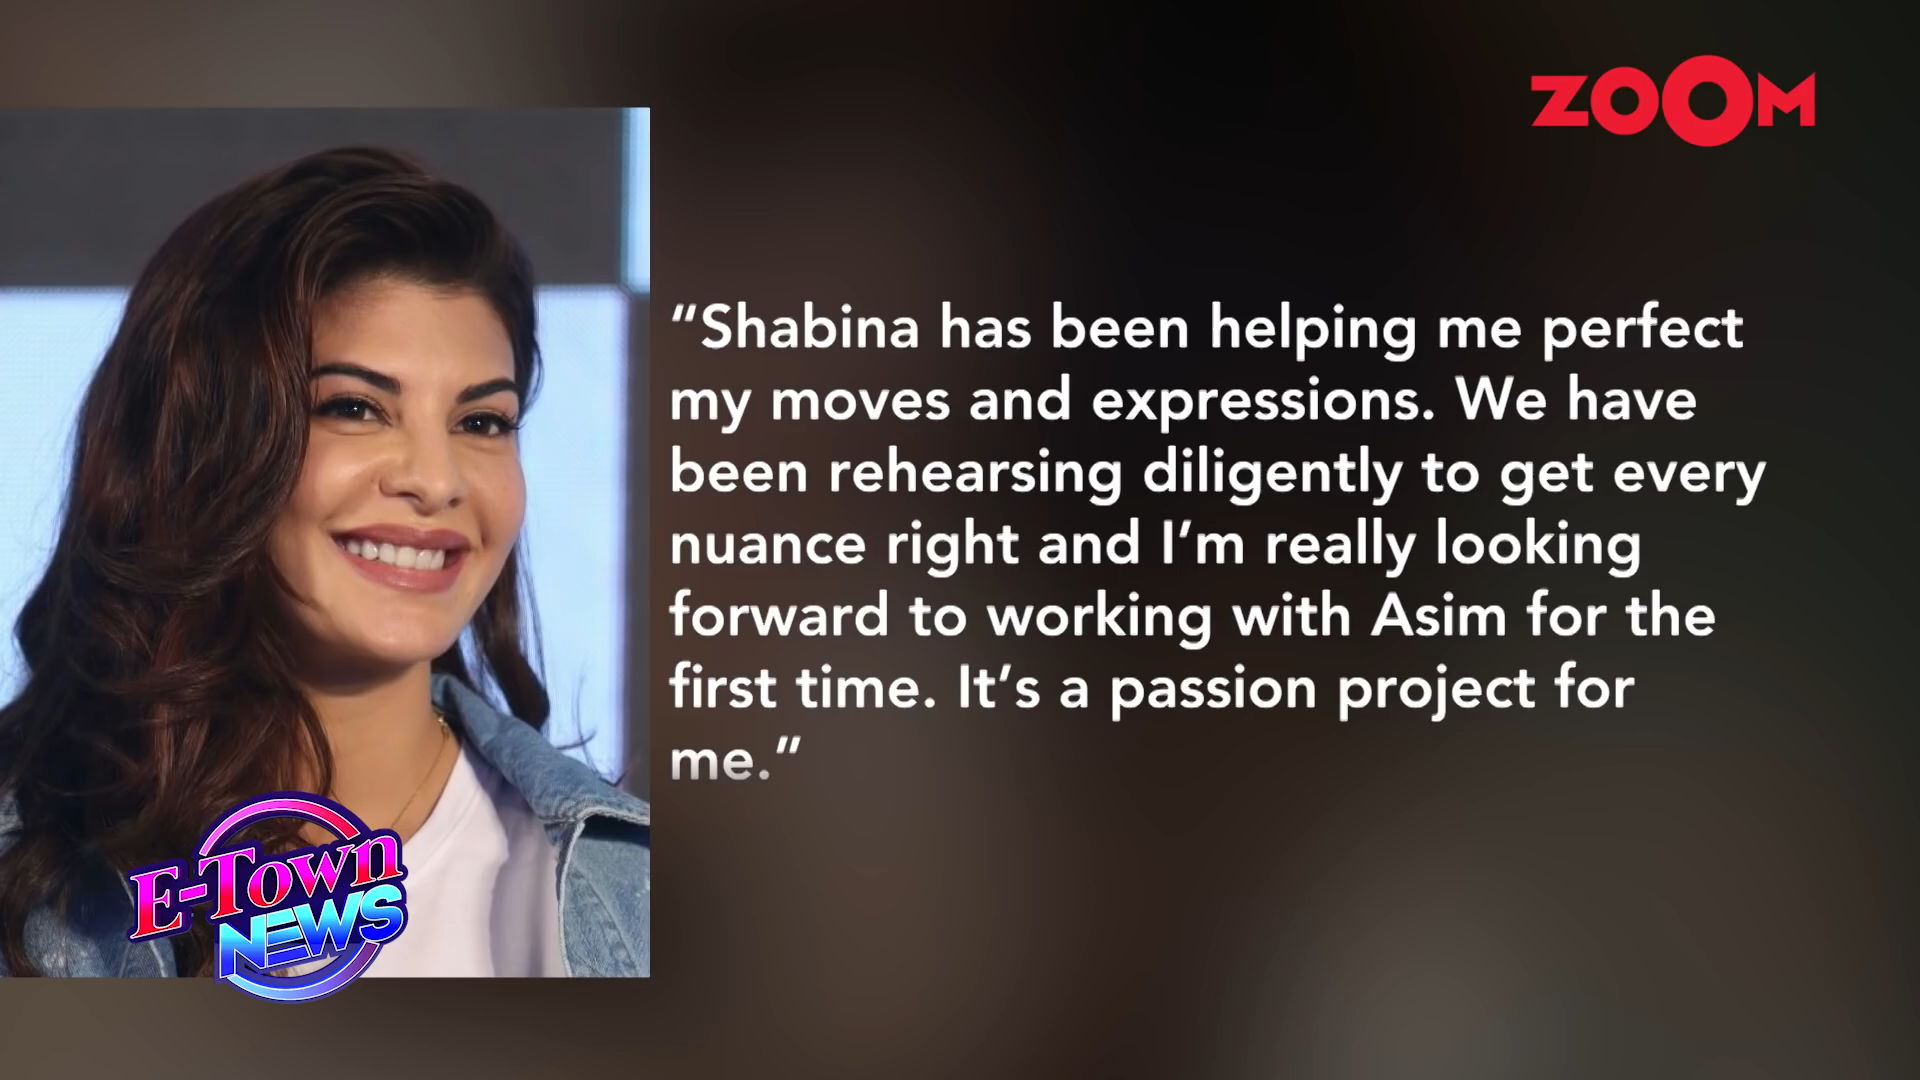 ZOOM
“Shabina has been helping me perfect
my moves and expressions. We have
been rehearsing diligently to get every
nuance right and I’m really looking
forward to working with Asim for the
first time. It’s a passion project for
me.”
E-Town
NEWS